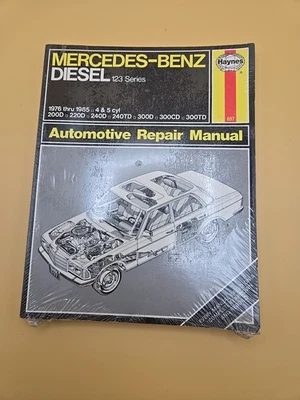 Haynes
MERCEDES-BENZ
DIESEL 123 Series
1976 thru 1985 □ 4 & 5 cyl
200D □ 220D □ 240D □ 240TD □ 300D □ 300CD □ 300TD
Automotive Repair Manual